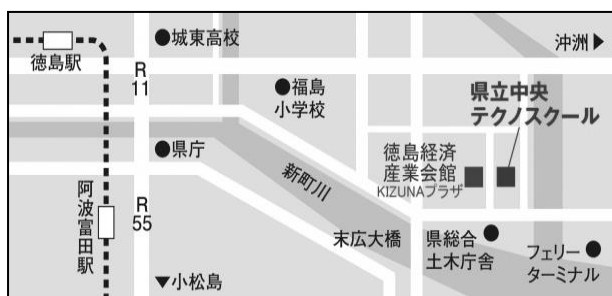 城東高校
沖洲
徳島駅
R
11
福島
小学校
県立中央
テクノスクール
県庁
徳島経済
産業会館
KIZUNAプラザ
新町川
阿波富田駅
R
55
末広大橋
県総合
土木庁舎
フェリー
ターミナル
小松島